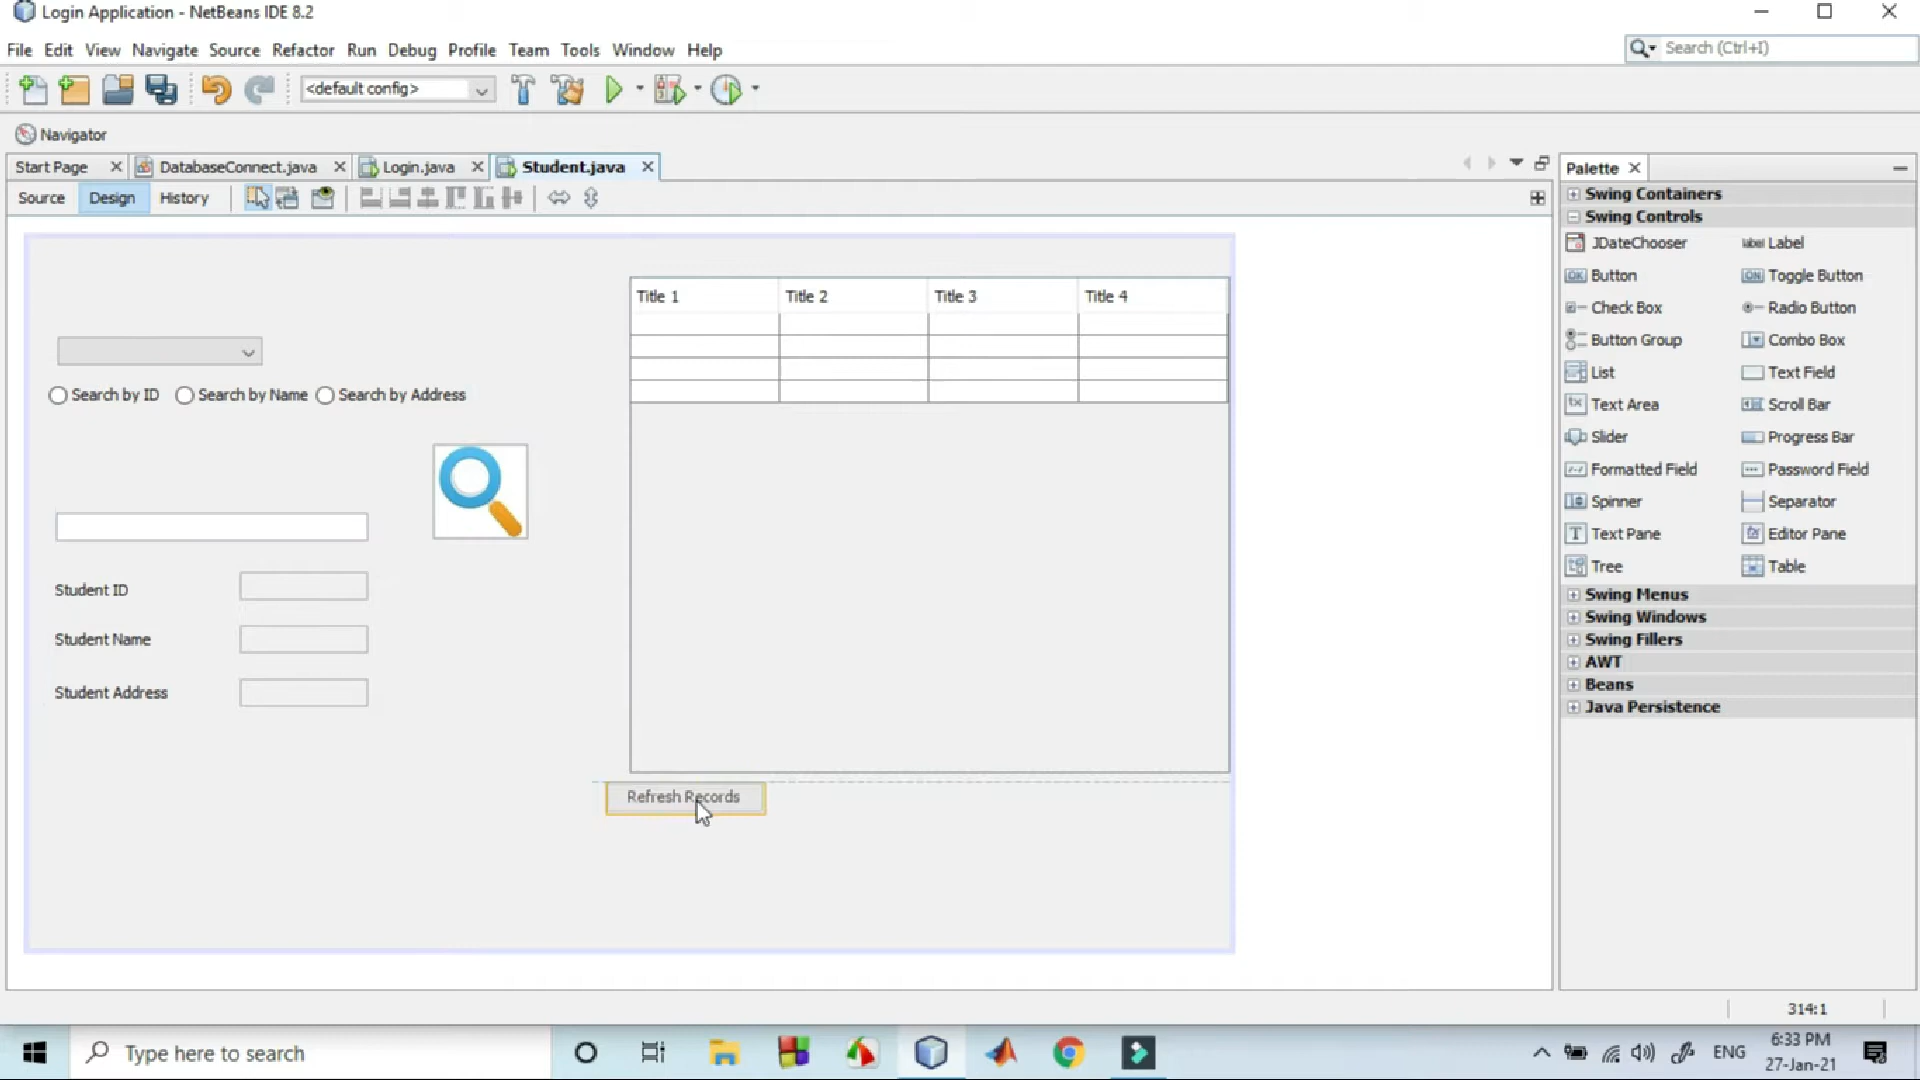 Login Application - NetBeans IDE 8.2
File Edit View Navigate Source Refactor Run Debug Profile Team Tools Window Help
Search (Ctrl+I)
<default config>
Navigator
Start Page DatabaseConnect.java Login.java Student.java
Source Design History
Title 1 Title 2 Title 3 Title 4
Search by ID Search by Name Search by Address
Student ID
Student Name
Student Address
Refresh Records
Palette
Swing Containers
Swing Controls
JDateChooser Label
Button Toggle Button
Check Box Radio Button
Button Group Combo Box
List Text Field
Text Area Scroll Bar
Slider Progress Bar
Formatted Field Password Field
Spinner Separator
Text Pane Editor Pane
Tree Table
Swing Menus
Swing Windows
Swing Fillers
AWT
Beans
Java Persistence
314:1
Type here to search
ENG
6:33 PM
27-Jan-21